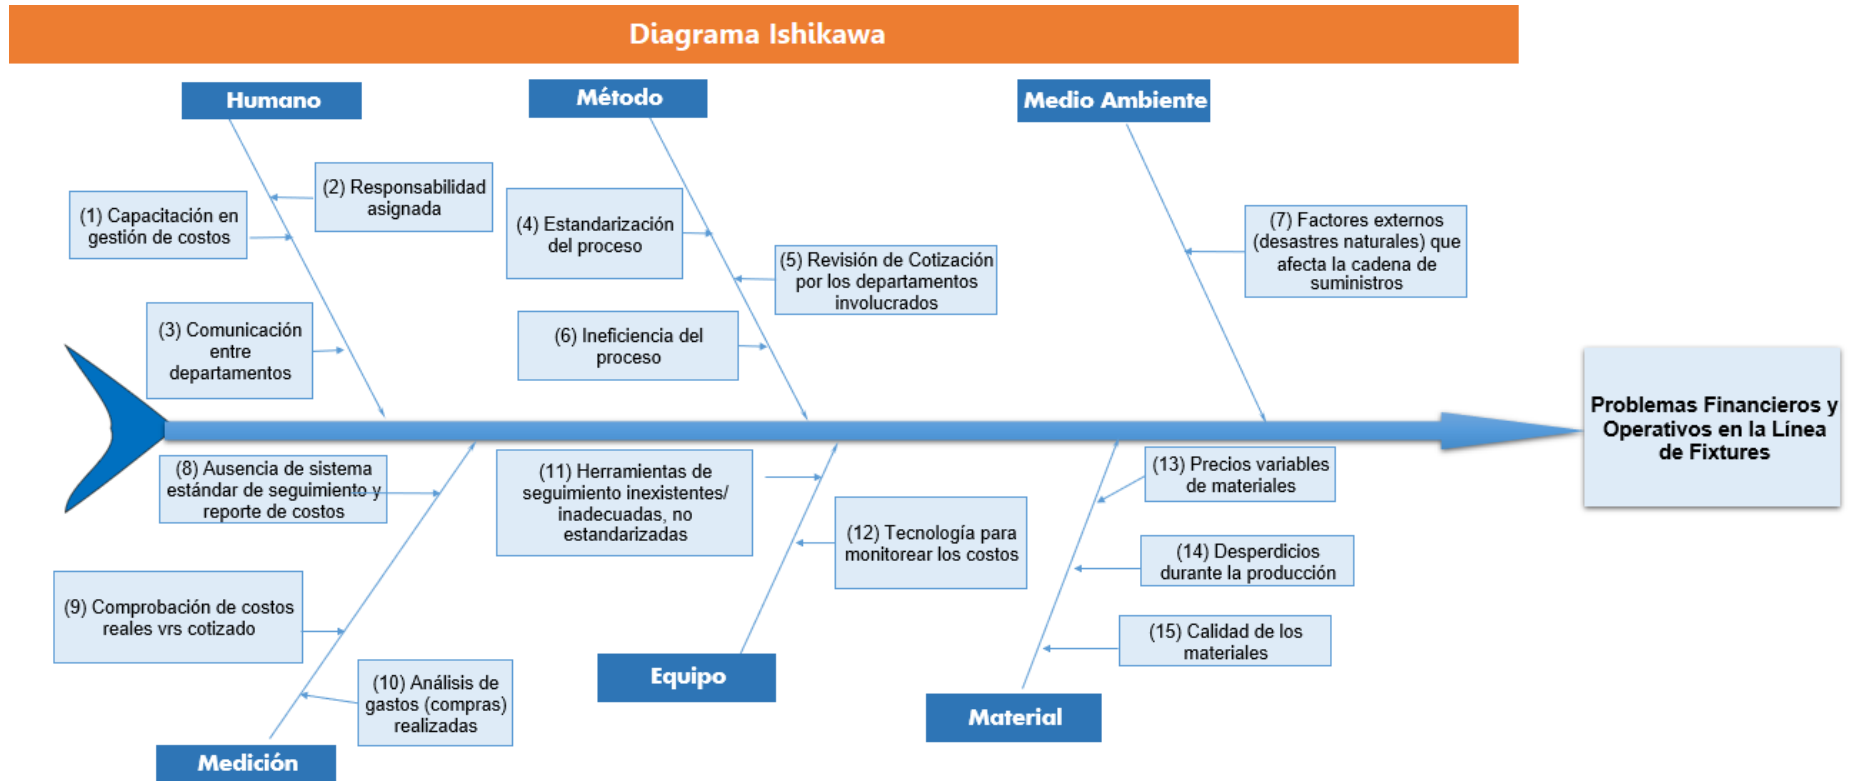 Diagrama Ishikawa
Humano
Método
Medio Ambiente
(2) Responsabilidad
asignada
(1) Capacitación en
gestión de costos
(3) Comunicación
entre
departamentos
(4) Estandarización
del proceso
(5) Revisión de Cotización
por los departamentos
involucrados
(6) Ineficiencia del
proceso
(7) Factores externos
(desastres naturales) que
afecta la cadena de
suministros
Problemas Financieros y
Operativos en la Línea
de Fixtures
(8) Ausencia de sistema
estándar de seguimiento y
reporte de costos
(9) Comprobación de costos
reales vrs cotizado
(10) Análisis de
gastos (compras)
realizadas
(11) Herramientas de
seguimiento inexistentes/
inadecuadas, no
estandarizadas
(12) Tecnología para
monitorear los costos
(13) Precios variables
de materiales
(14) Desperdicios
durante la producción
(15) Calidad de los
materiales
Medición
Equipo
Material